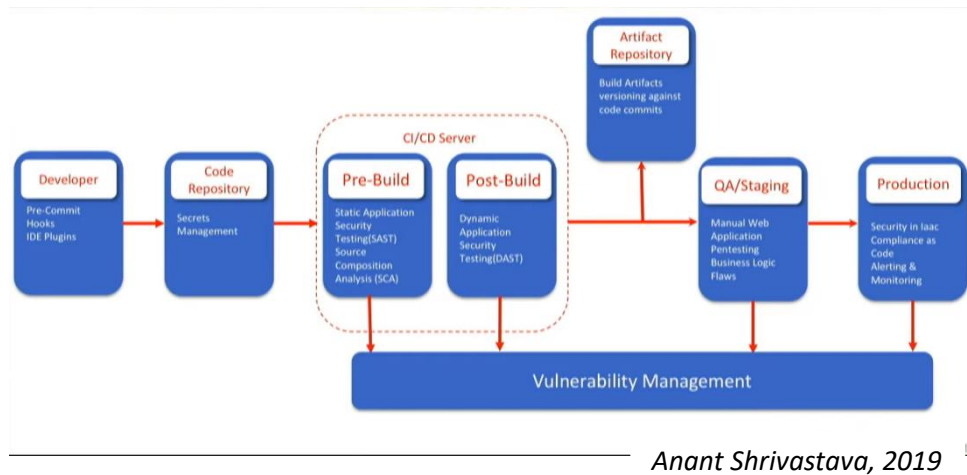 Artifact
Repository
Build Artifacts
versioning against
code commits
CI/CD Server
Developer
Pre-Commit
Hooks
IDE Plugins
Code
Repository
Secrets
Management
Pre-Build
Static Application
Security
Testing(SAST)
Source
Composition
Analysis (SCA)
Post-Build
Dynamic
Application
Security
Testing(DAST)
QA/Staging
Manual Web
Application
Pentesting
Business Logic
Flaws
Production
Security in Iaac
Compliance as
Code
Alerting &
Monitoring
Vulnerability Management
Anant Shrivastava, 2019